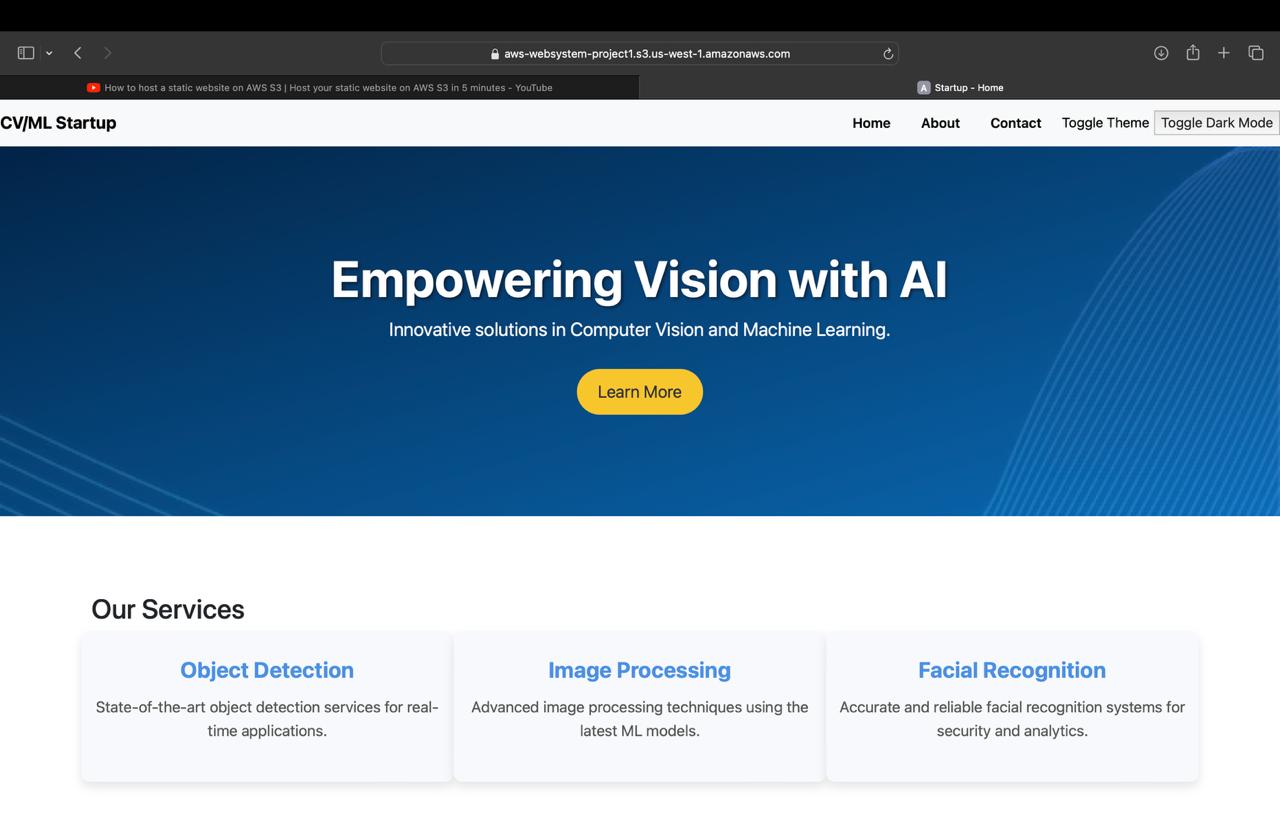 aws-websystem-project1.s3.us-west-1.amazonaws.com
How to host a static website on AWS S3 | Host your static website on AWS S3 in 5 minutes - YouTube
A Startup - Home
CV/ML Startup
Home About Contact Toggle Theme Toggle Dark Mode
Empowering Vision with AI
Innovative solutions in Computer Vision and Machine Learning.
Learn More
Our Services
Object Detection
State-of-the-art object detection services for real-
time applications.
Image Processing
Advanced image processing techniques using the
latest ML models.
Facial Recognition
Accurate and reliable facial recognition systems for
security and analytics.